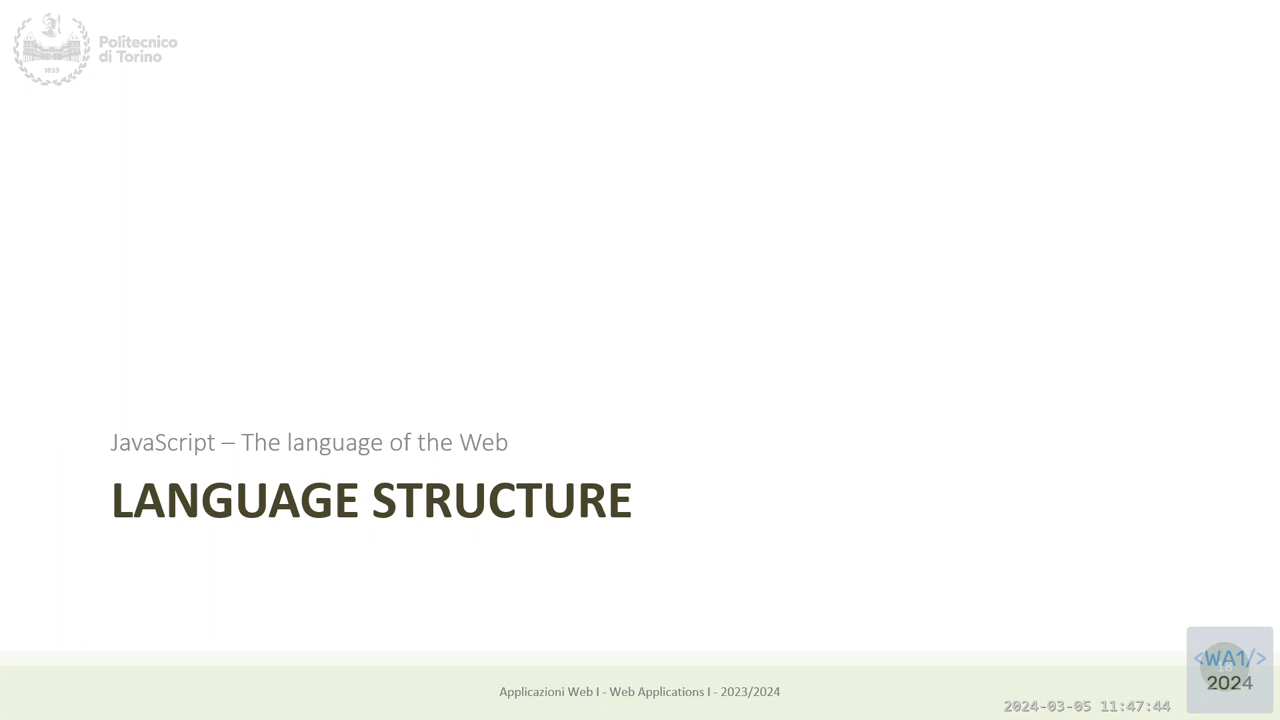 Politecnico
di Torino
1859
JavaScript – The language of the Web
LANGUAGE STRUCTURE
Applicazioni Web I - Web Applications I - 2023/2024
2024-03-05 11:47:44
<WA1/>
2024